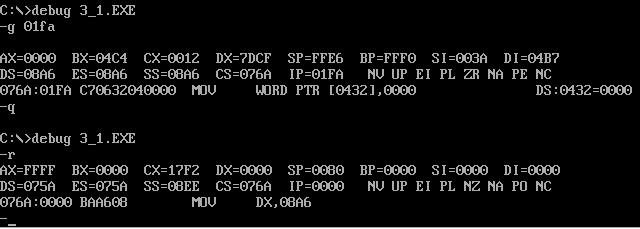 C:\>debug 3_1.EXE
-g 01fa
AX=0000 BX=04C4 CX=0012 DX=7DCF SP=FFE6 BP=FFF0 SI=003A DI=04B7
DS=08A6 ES=08A6 SS=08A6 CS=076A IP=01FA NV UP EI PL ZR NA PE NC
076A:01FA C70632040000 MOV WORD PTR [0432],0000 DS:0432=0000
-q
C:\>debug 3_1.EXE
-r
AX=FFFF BX=0000 CX=17F2 DX=0000 SP=0080 BP=0000 SI=0000 DI=0000
DS=075A ES=075A SS=08EE CS=076A IP=0000 NV UP EI PL NZ NA PO NC
076A:0000 BAA608 MOV DX,08A6
-_